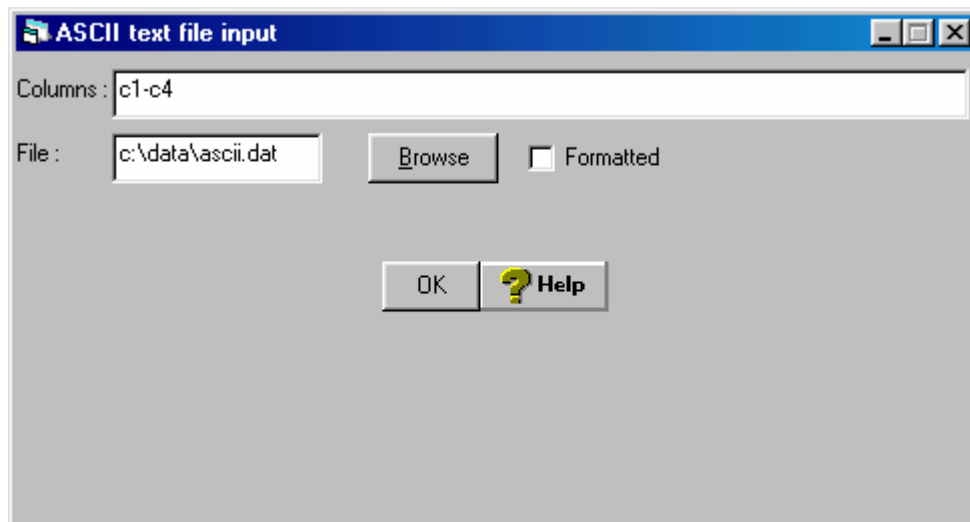 ASCII text file input
Columns : c1-c4
File : c:\data\ascii.dat Browse Formatted
OK ? Help